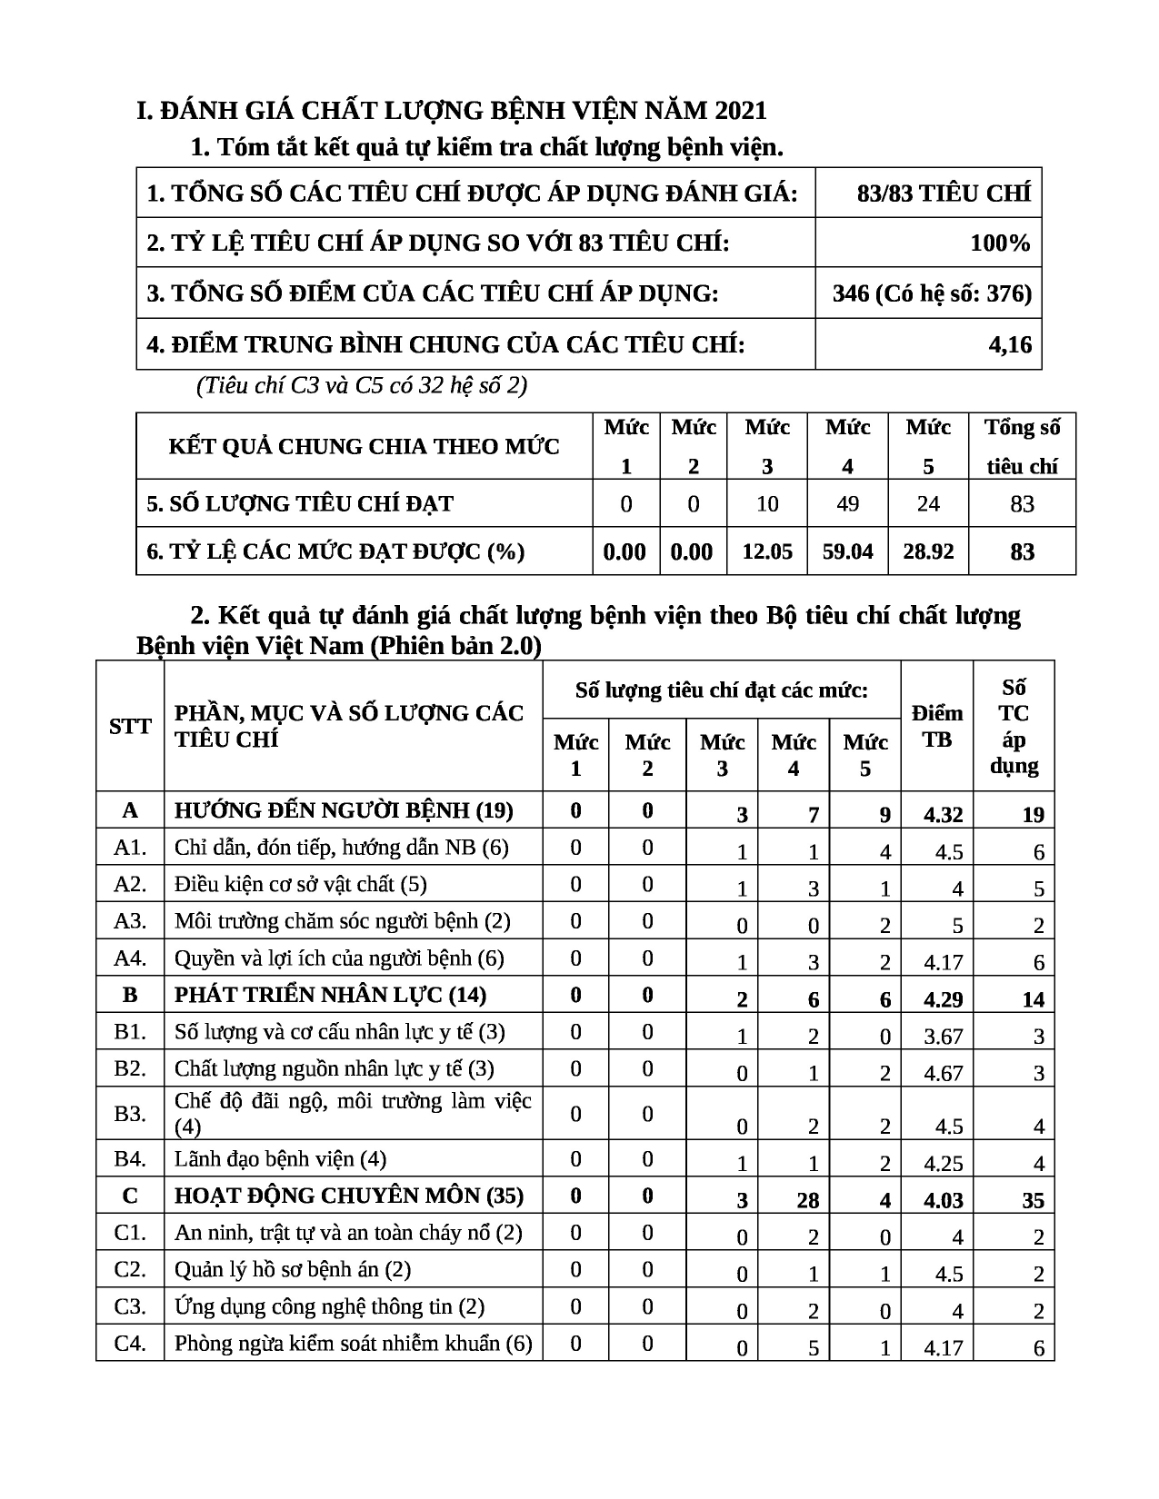 I. ĐÁNH GIÁ CHẤT LƯỢNG BỆNH VIỆN NĂM 2021
1. Tóm tắt kết quả tự kiểm tra chất lượng bệnh viện.
1. TỔNG SỐ CÁC TIÊU CHÍ ĐƯỢC ÁP DỤNG ĐÁNH GIÁ: 83/83 TIÊU CHÍ
2. TỶ LỆ TIÊU CHÍ ÁP DỤNG SO VỚI 83 TIÊU CHÍ: 100%
3. TỔNG SỐ ĐIỂM CỦA CÁC TIÊU CHÍ ÁP DỤNG: 346 (Có hệ số: 376)
4. ĐIỂM TRUNG BÌNH CHUNG CỦA CÁC TIÊU CHÍ: 4,16
(Tiêu chí C3 và C5 có 32 hệ số 2)
KẾT QUẢ CHUNG CHIA THEO MỨC Mức 1 Mức 2 Mức 3 Mức 4 Mức 5 Tổng số tiêu chí
5. SỐ LƯỢNG TIÊU CHÍ ĐẠT 0 0 10 49 24 83
6. TỶ LỆ CÁC MỨC ĐẠT ĐƯỢC (%) 0.00 0.00 12.05 59.04 28.92 83
2. Kết quả tự đánh giá chất lượng bệnh viện theo Bộ tiêu chí chất lượng
Bệnh viện Việt Nam (Phiên bản 2.0)
STT PHẦN, MỤC VÀ SỐ LƯỢNG CÁC TIÊU CHÍ Số lượng tiêu chí đạt các mức: Điểm TB Số TC áp dụng
Mức 1 Mức 2 Mức 3 Mức 4 Mức 5
A HƯỚNG ĐẾN NGƯỜI BỆNH (19) 0 0 3 7 9 4.32 19
A1. Chỉ dẫn, đón tiếp, hướng dẫn NB (6) 0 0 1 1 4 4.5 6
A2. Điều kiện cơ sở vật chất (5) 0 0 1 3 1 4 5
A3. Môi trường chăm sóc người bệnh (2) 0 0 0 0 2 5 2
A4. Quyền và lợi ích của người bệnh (6) 0 0 1 3 2 4.17 6
B PHÁT TRIỂN NHÂN LỰC (14) 0 0 2 6 6 4.29 14
B1. Số lượng và cơ cấu nhân lực y tế (3) 0 0 1 2 0 3.67 3
B2. Chất lượng nguồn nhân lực y tế (3) 0 0 0 1 2 4.67 3
B3. Chế độ đãi ngộ, môi trường làm việc (4) 0 0 0 2 2 4.5 4
B4. Lãnh đạo bệnh viện (4) 0 0 1 1 2 4.25 4
C HOẠT ĐỘNG CHUYÊN MÔN (35) 0 0 3 28 4 4.03 35
C1. An ninh, trật tự và an toàn cháy nổ (2) 0 0 0 2 0 4 2
C2. Quản lý hồ sơ bệnh án (2) 0 0 0 1 1 4.5 2
C3. Ứng dụng công nghệ thông tin (2) 0 0 0 2 0 4 2
C4. Phòng ngừa kiểm soát nhiễm khuẩn (6) 0 0 0 5 1 4.17 6